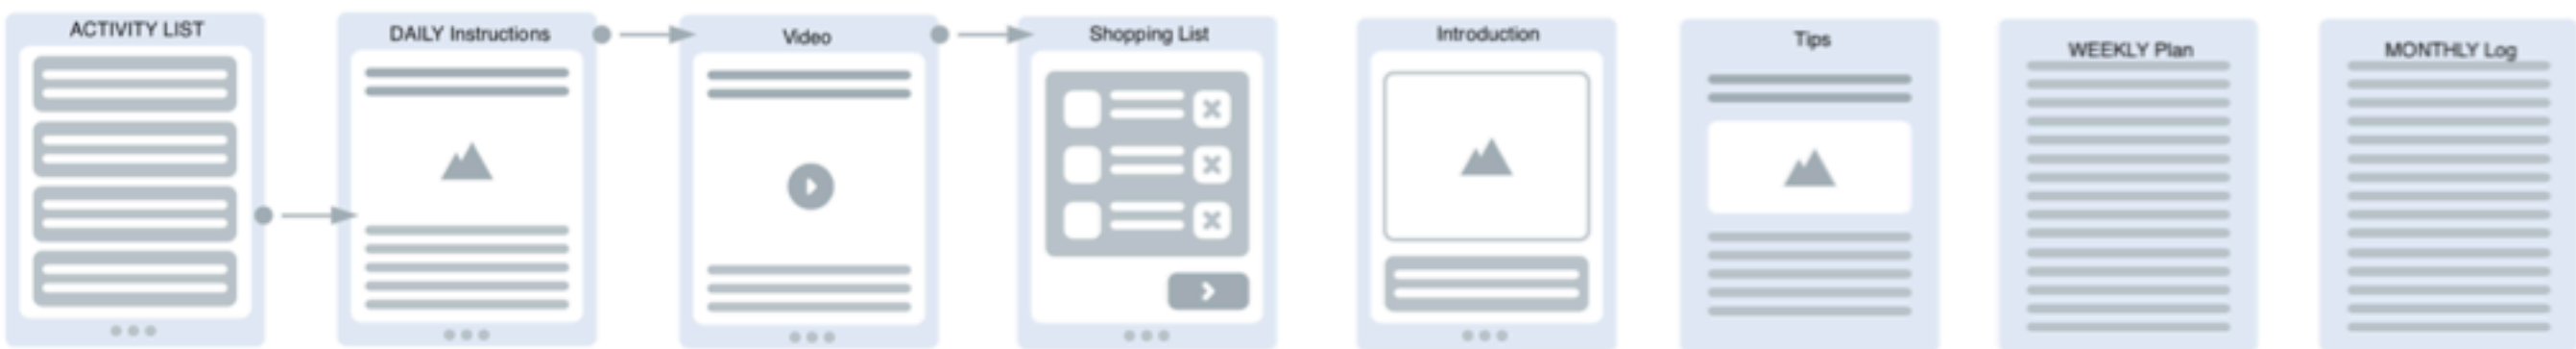 ACTIVITY LIST
DAILY Instructions
Video
Shopping List
Introduction
Tips
WEEKLY Plan
MONTHLY Log